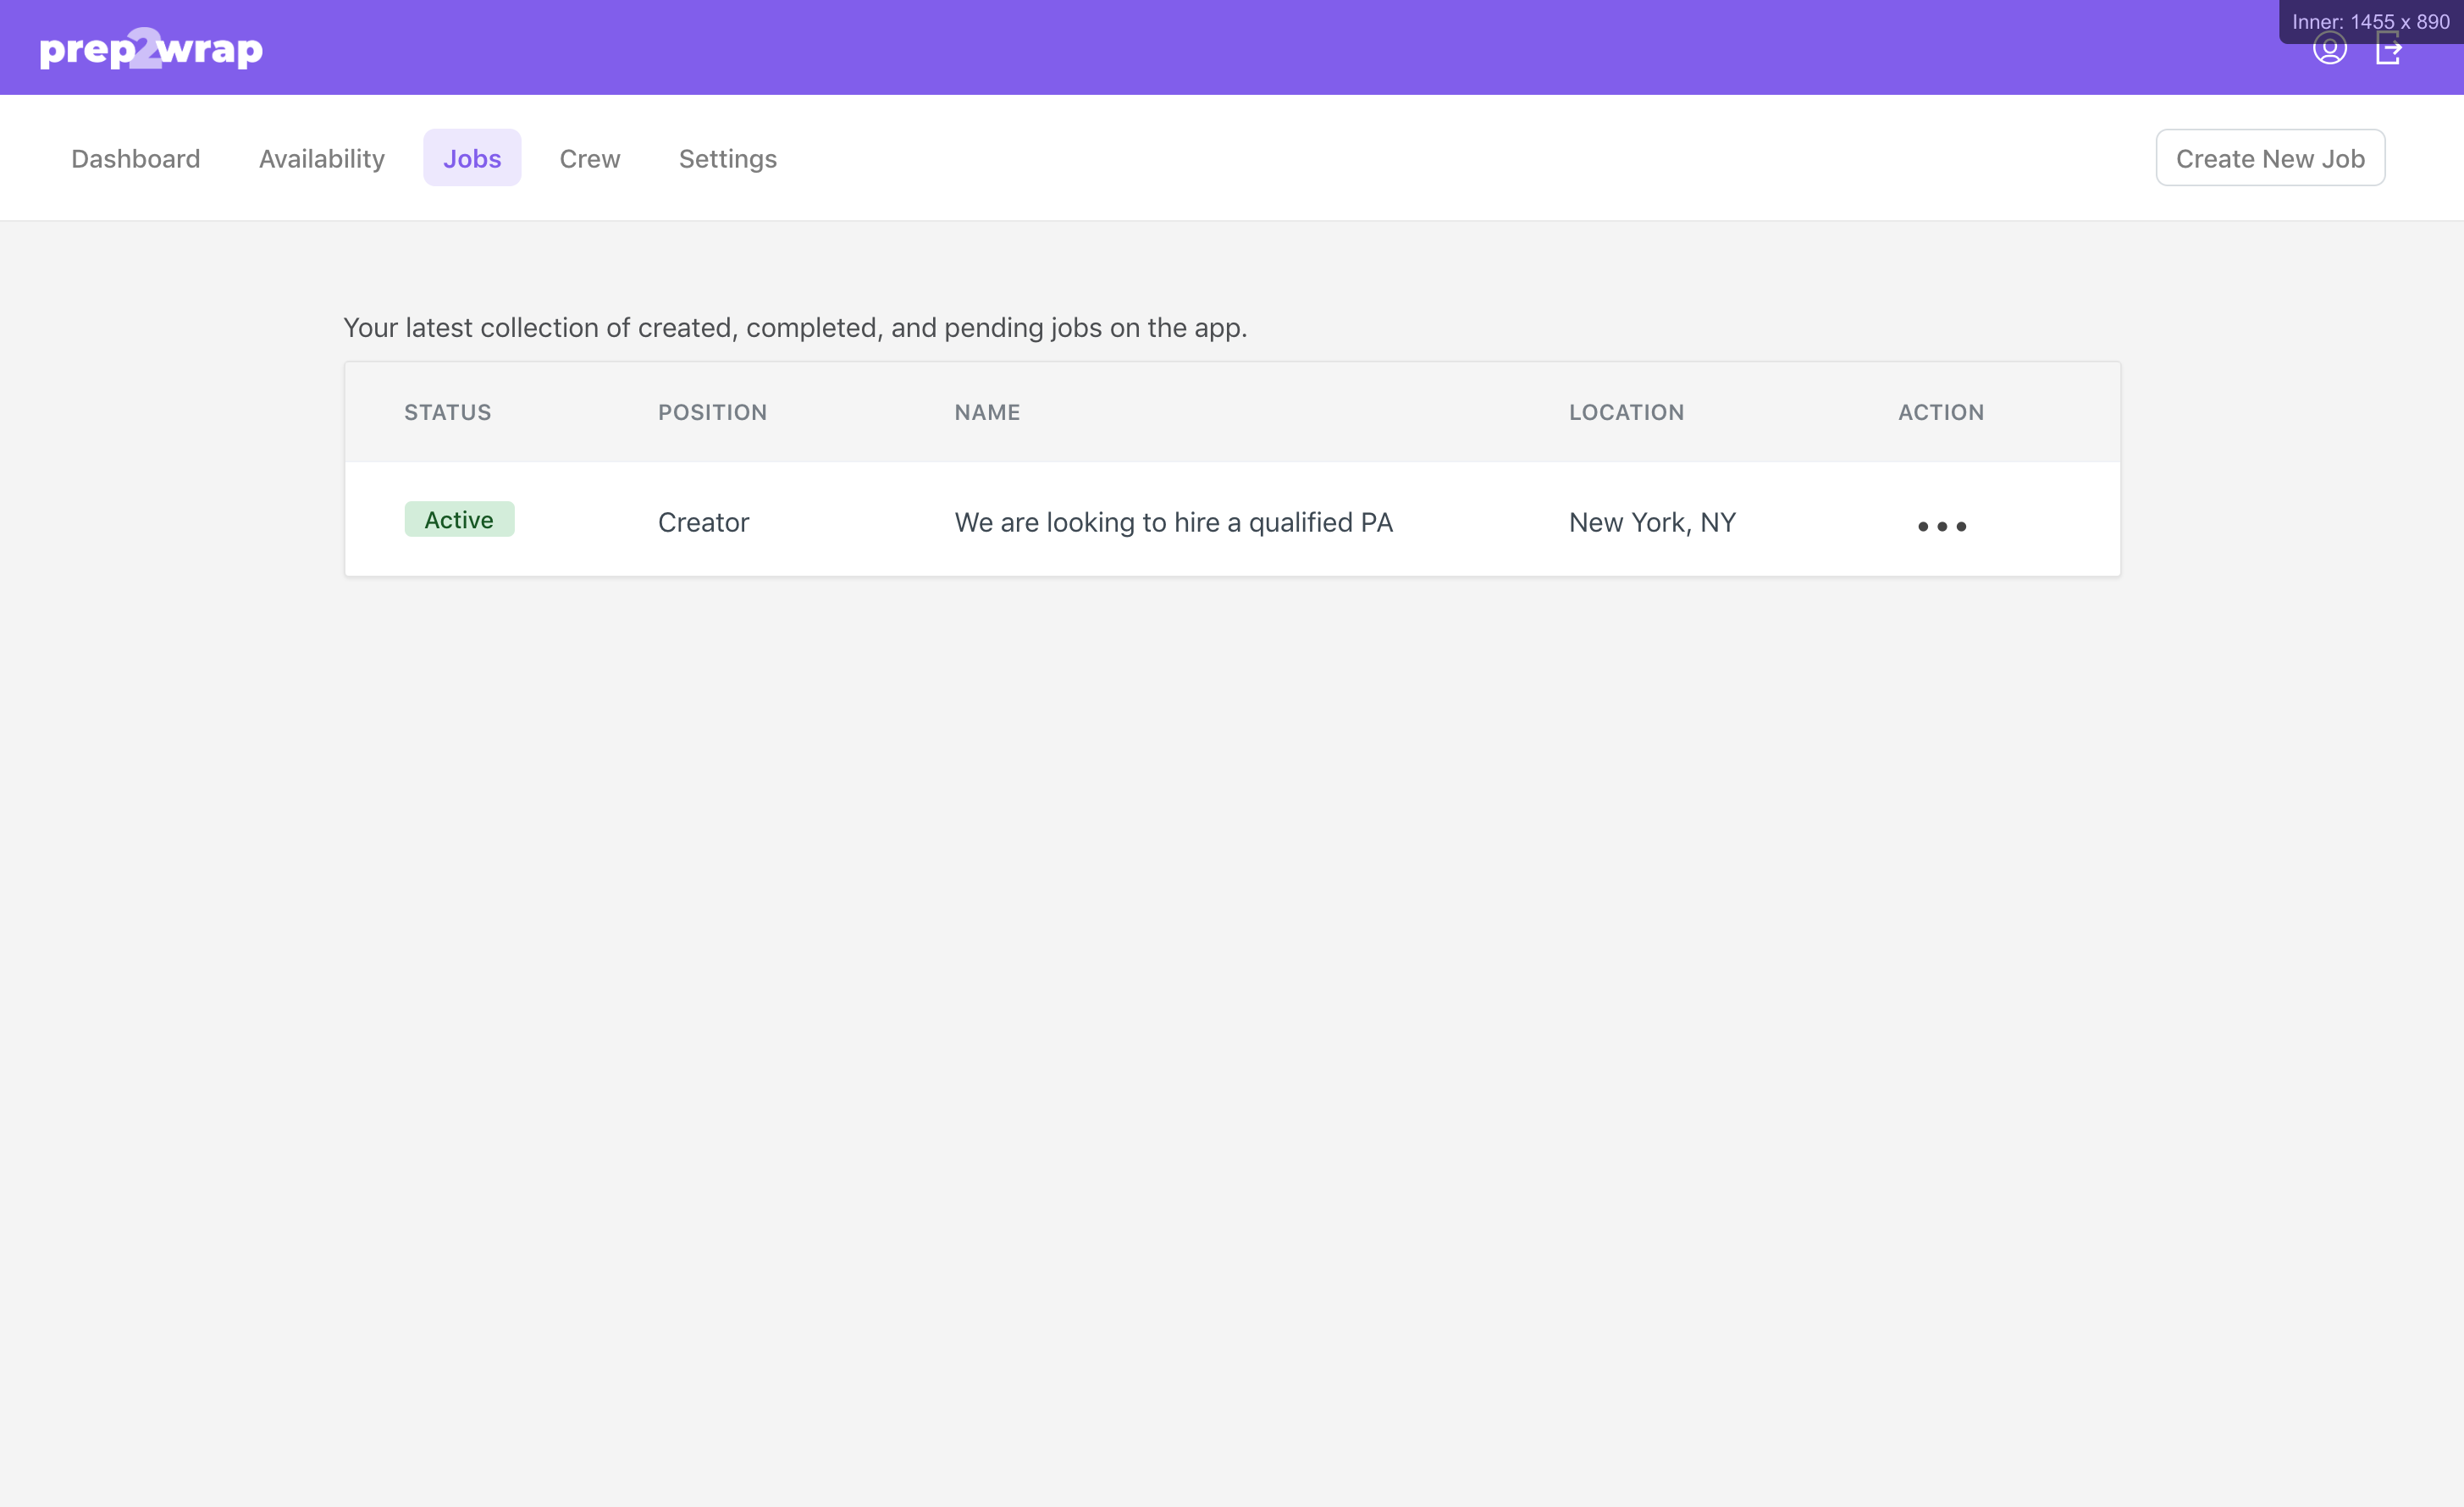 prep2wrap
Inner: 1455 x 890
Dashboard Availability Jobs Crew Settings Create New Job
Your latest collection of created, completed, and pending jobs on the app.
STATUS POSITION NAME LOCATION ACTION
Active Creator We are looking to hire a qualified PA New York, NY